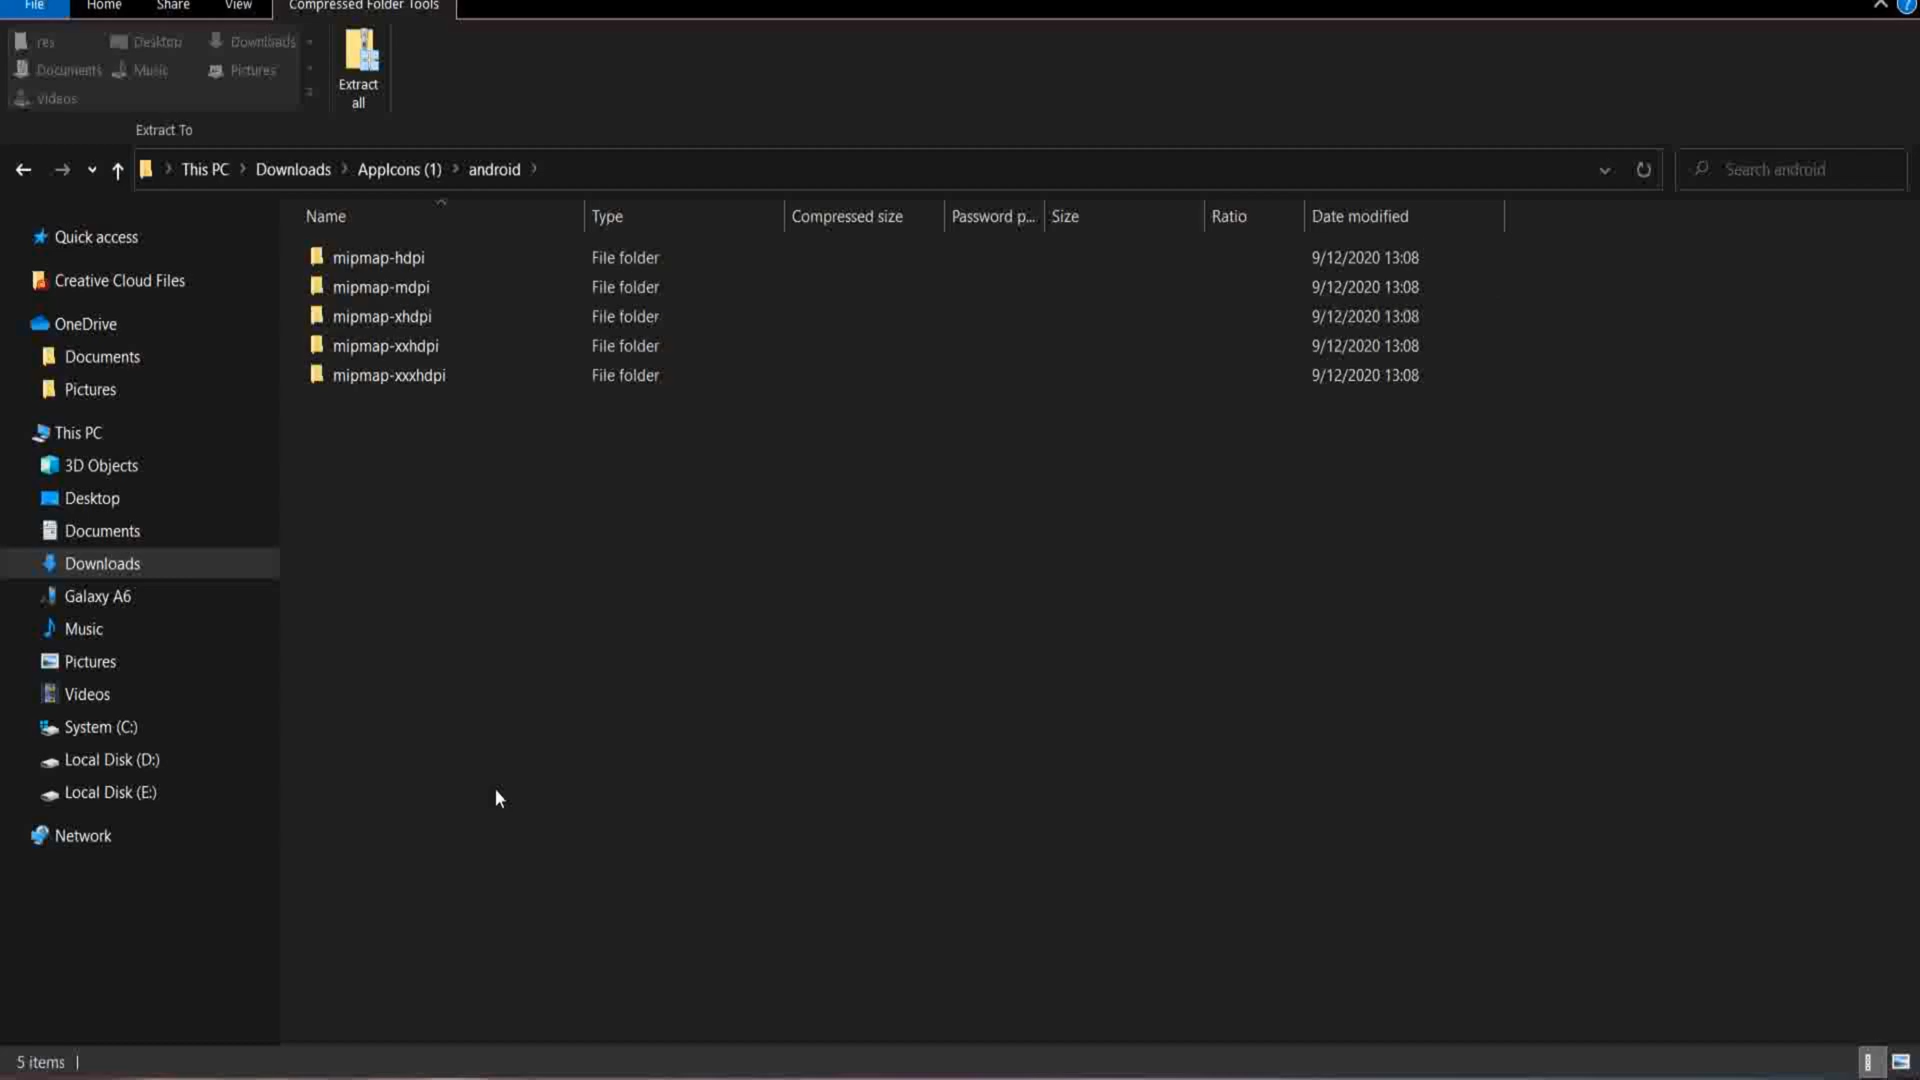 File Home Share View Compressed Folder Tools
res Desktop Downloads
Documents Music Pictures
Videos
Extract all
Extract To
This PC Downloads AppIcons (1) android
Search android
Name Type Compressed size Password p... Size Ratio Date modified
mipmap-hdpi File folder 9/12/2020 13:08
mipmap-mdpi File folder 9/12/2020 13:08
mipmap-xhdpi File folder 9/12/2020 13:08
mipmap-xxhdpi File folder 9/12/2020 13:08
mipmap-xxxhdpi File folder 9/12/2020 13:08
Quick access
Creative Cloud Files
OneDrive
Documents
Pictures
This PC
3D Objects
Desktop
Documents
Downloads
Galaxy A6
Music
Pictures
Videos
System (C:)
Local Disk (D:)
Local Disk (E:)
Network
5 items